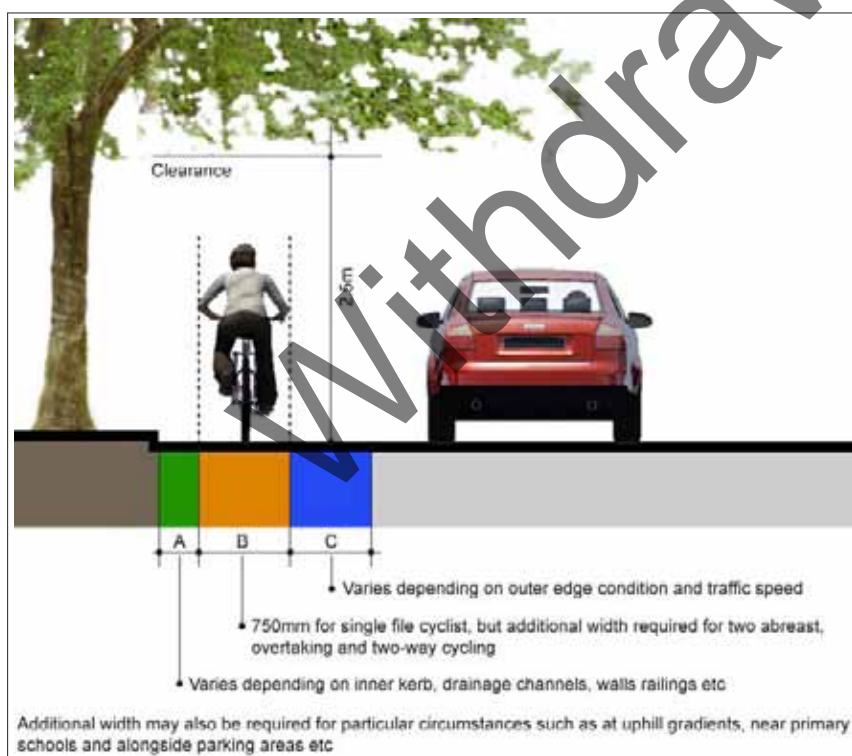 Withdraw
Clearance
2.5m
A B C
Varies depending on outer edge condition and traffic speed
750mm for single file cyclist, but additional width required for two abreast,
overtaking and two-way cycling
Varies depending on inner kerb, drainage channels, walls railings etc
Additional width may also be required for particular circumstances such as at uphill gradients, near primary
schools and alongside parking areas etc